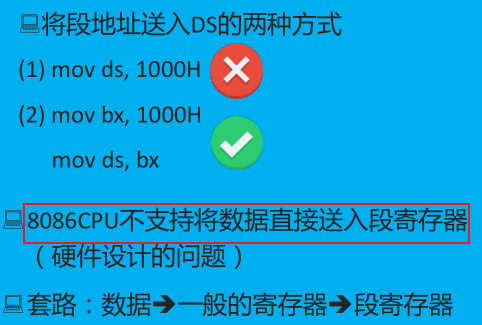 将段地址送入DS的两种方式
(1) mov ds, 1000H
(2) mov bx, 1000H
mov ds, bx
8086CPU不支持将数据直接送入段寄存器
（硬件设计的问题）
套路：数据➔一般的寄存器➔段寄存器